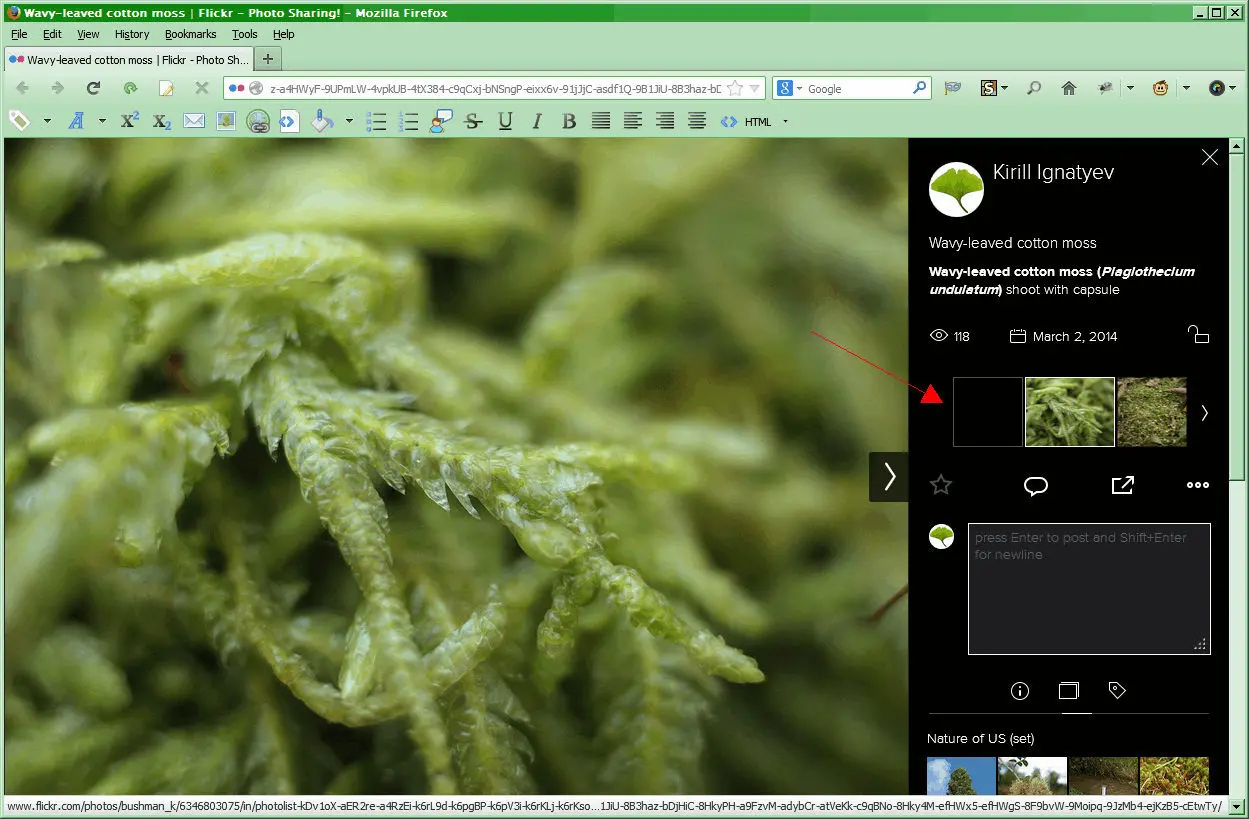 Wavy-leaved cotton moss | Flickr - Photo Sharing! - Mozilla Firefox
File Edit View History Bookmarks Tools Help
Wavy-leaved cotton moss | Flickr - Photo Sh...
z-a4HWyF-9UPmLW-4vpkUB-4tX384-c9qCxj-bNSngP-eixx6v-91jJjC-asdf1Q-9B1JiU-8B3haz-bD
Google
HTML
Kirill Ignatyev
Wavy-leaved cotton moss
Wavy-leaved cotton moss (Plagiothecium
undulatum) shoot with capsule
118 March 2, 2014
press Enter to post and Shift+Enter
for newline
Nature of US (set)
www.flickr.com/photos/bushman_k/6346803075/in/photolist-kDv1oX-aER2re-a4RzEi-k6rL9d-k6pgBP-k6pV3i-k6rKLj-k6rKso...1JiU-8B3haz-bDjHiC-8HkyPH-a9FzvM-adybCr-atVeKk-c9qBNo-8Hky4M-efHWx5-efHWgS-8F9bvW-9Moipq-9JzMb4-ejKzB5-cEtwTy/